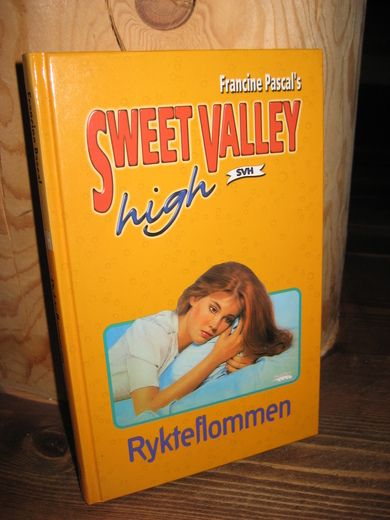 Francine Pascal's
SWEET VALLEY
high
SVH
Rykteflommen